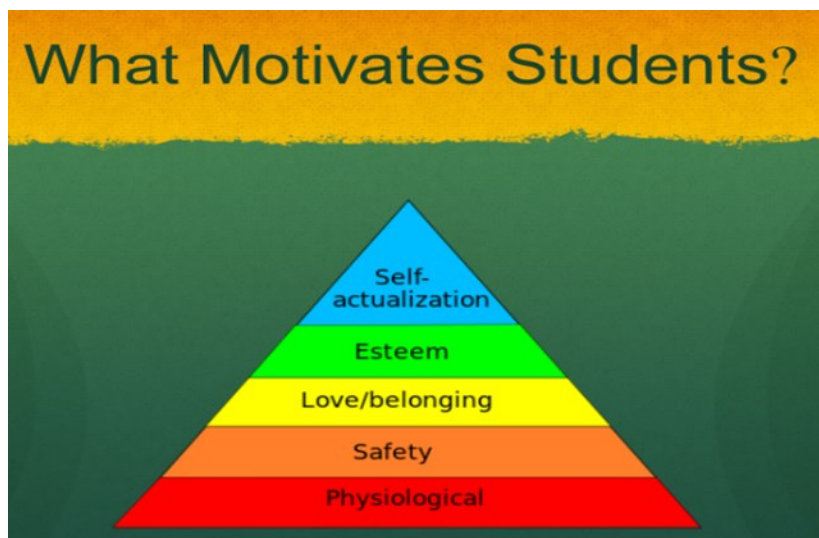 What Motivates Students?
Self-
actualization
Esteem
Love/belonging
Safety
Physiological